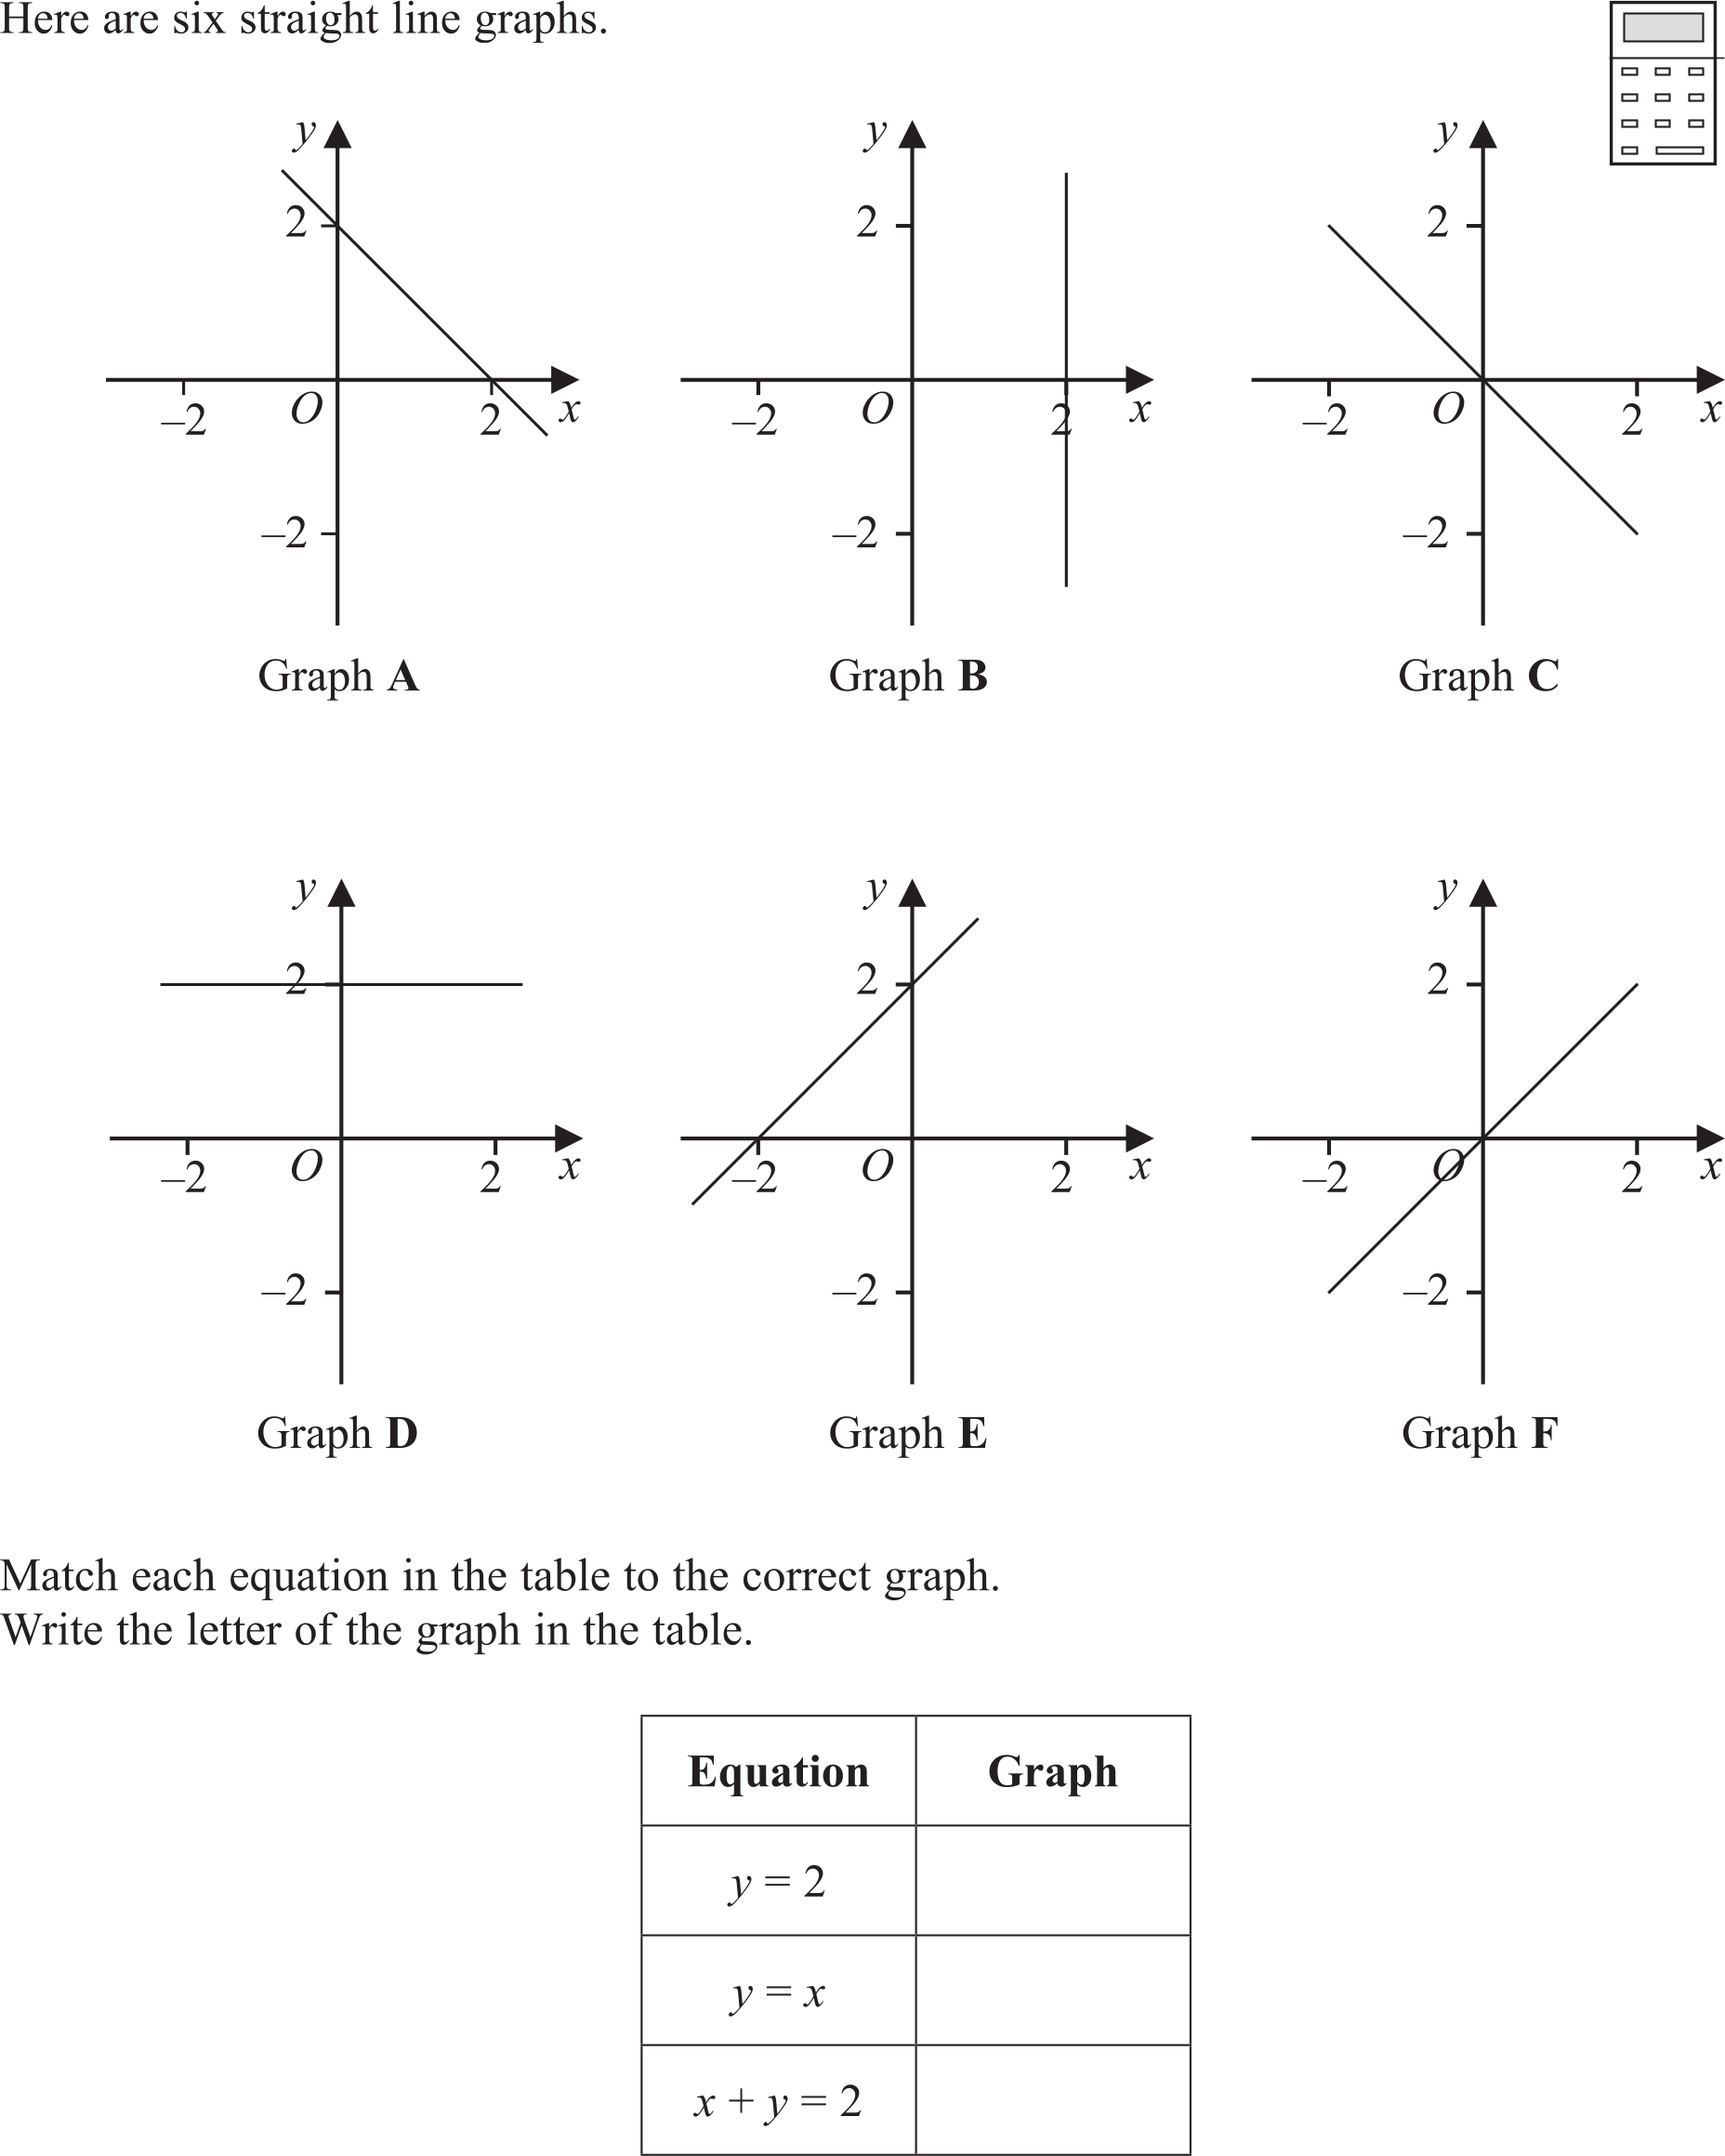 Here are six straight line graphs.
y y y
2 2 2
–2 O 2 x –2 O 2 x –2 O 2 x
–2 –2 –2
Graph A Graph B Graph C
y y y
2 2 2
–2 O 2 x –2 O 2 x –2 O 2 x
–2 –2 –2
Graph D Graph E Graph F
Match each equation in the table to the correct graph.
Write the letter of the graph in the table.
Equation Graph
y = 2
y = x
x + y = 2